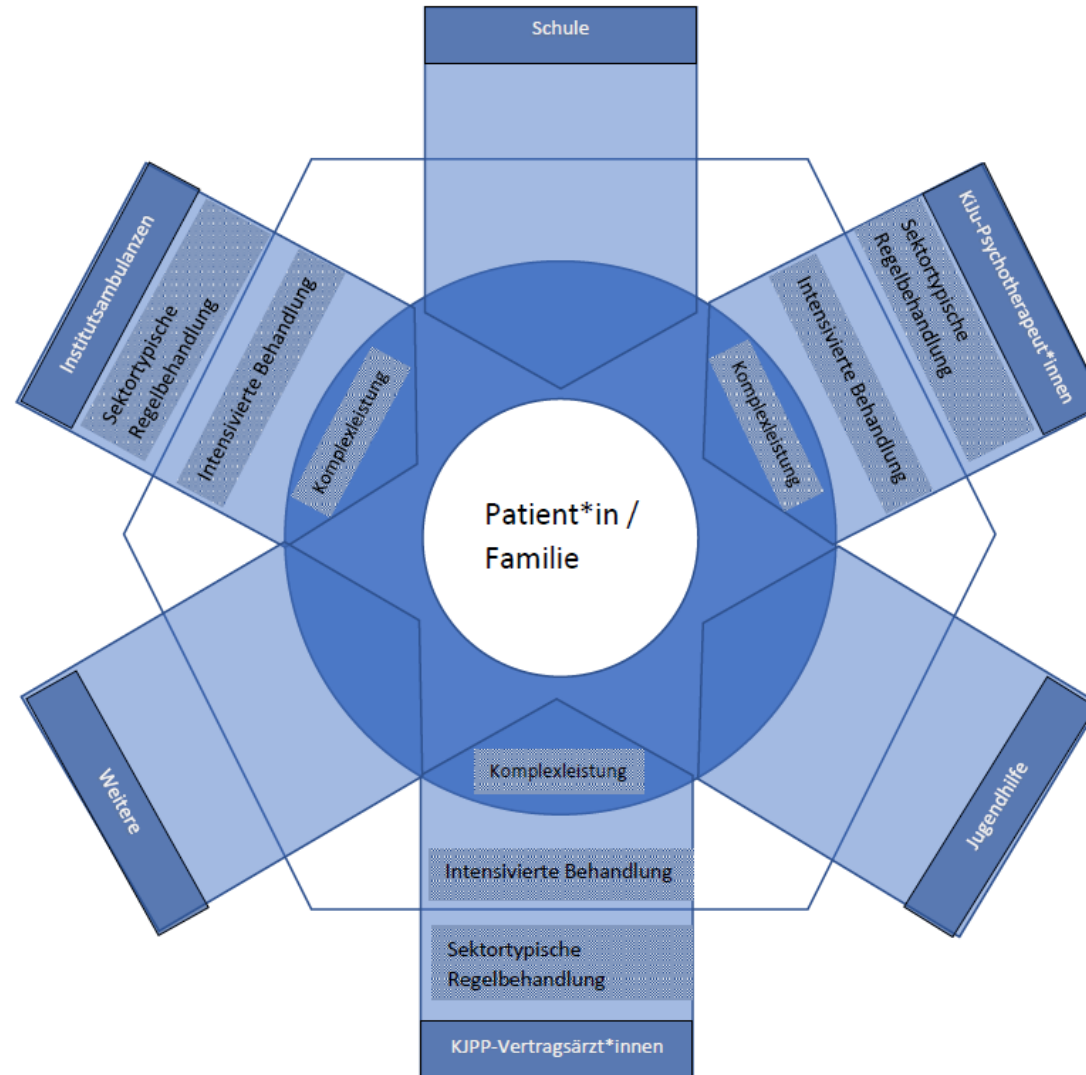 Schule
Institutsambulanzen
Sektortypische
Regelbehandlung
Intensivierte Behandlung
Komplexleistung
KiJu-Psychotherapeut*innen
Sektortypische
Regelbehandlung
Intensivierte Behandlung
Komplexleistung
Patient*in /
Familie
Weitere
Jugendhilfe
Komplexleistung
Intensivierte Behandlung
Sektortypische
Regelbehandlung
KJPP-Vertragsärzt*innen